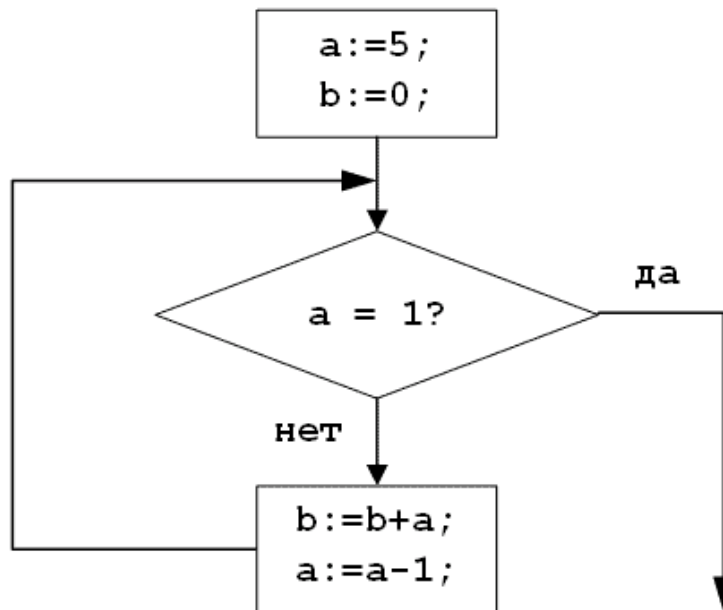 a:=5;
b:=0;
да
a = 1?
нет
b:=b+a;
a:=a-1;